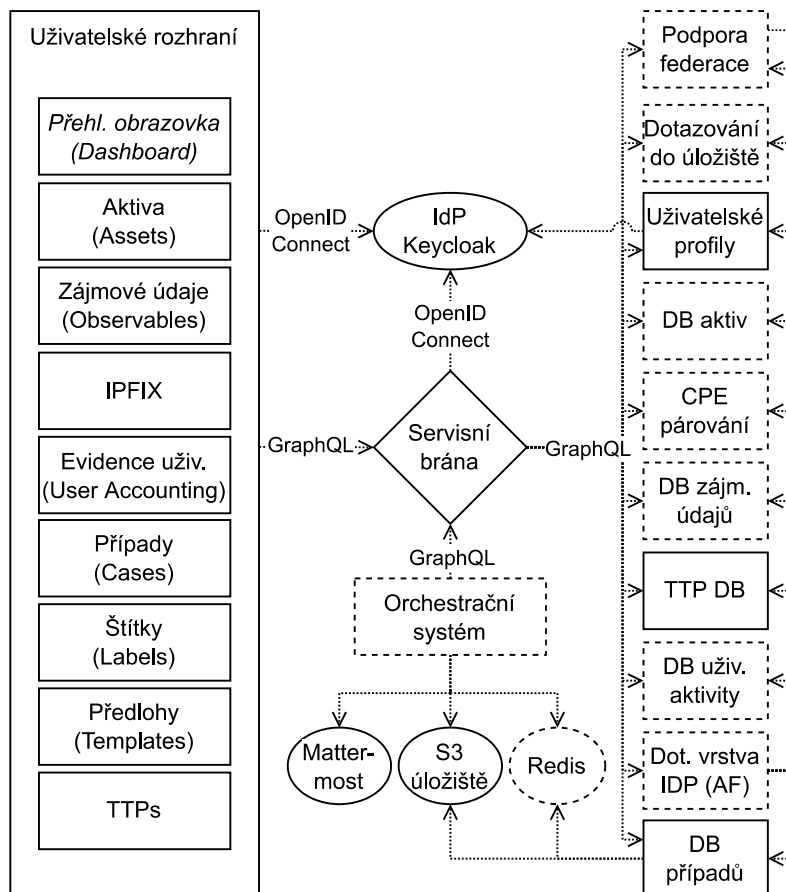 Uživatelské rozhraní
Přehl. obrazovka
(Dashboard)
Aktiva
(Assets)
Zájmové údaje
(Observables)
IPFIX
Evidence uživ.
(User Accounting)
Případy
(Cases)
Štítky
(Labels)
Předlohy
(Templates)
TTPs
OpenID
Connect
GraphQL
IdP
Keycloak
OpenID
Connect
Servisní
brána
GraphQL
GraphQL
Orchestrační
systém
Matter-
most
S3
úložiště
Redis
Podpora
federace
Dotazování
do úložiště
Uživatelské
profily
DB aktiv
CPE
párování
DB zájm.
údajů
TTP DB
DB uživ.
aktivity
Dot. vrstva
IDP (AF)
DB
případů